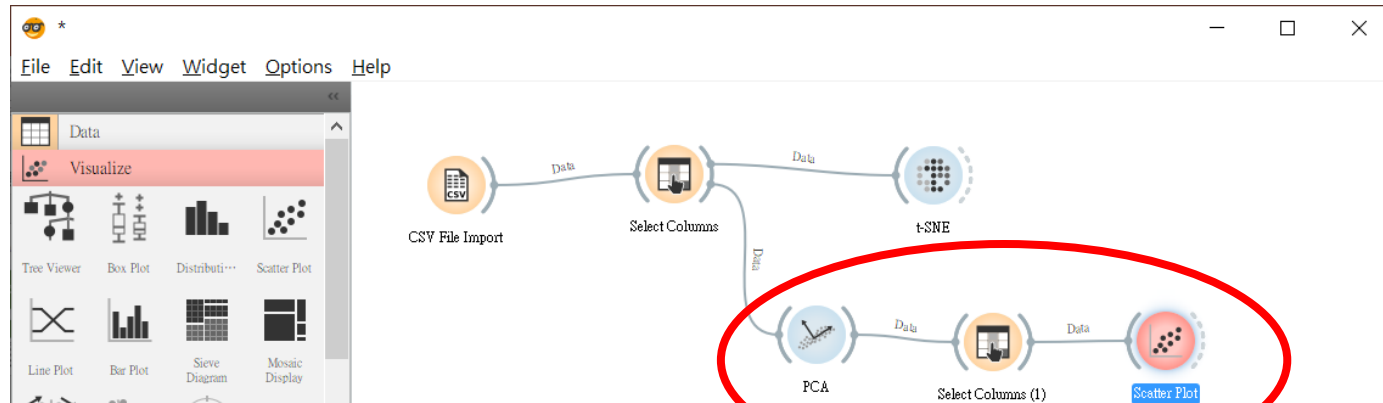 *
File Edit View Widget Options Help
Data
Visualize
Tree Viewer Box Plot Distributi⋯ Scatter Plot
Line Plot Bar Plot Sieve Diagram Mosaic Display
CSV
CSV File Import
Data
Select Columns
Data
t-SNE
Data
PCA
Data
Select Columns (1)
Data
Scatter Plot